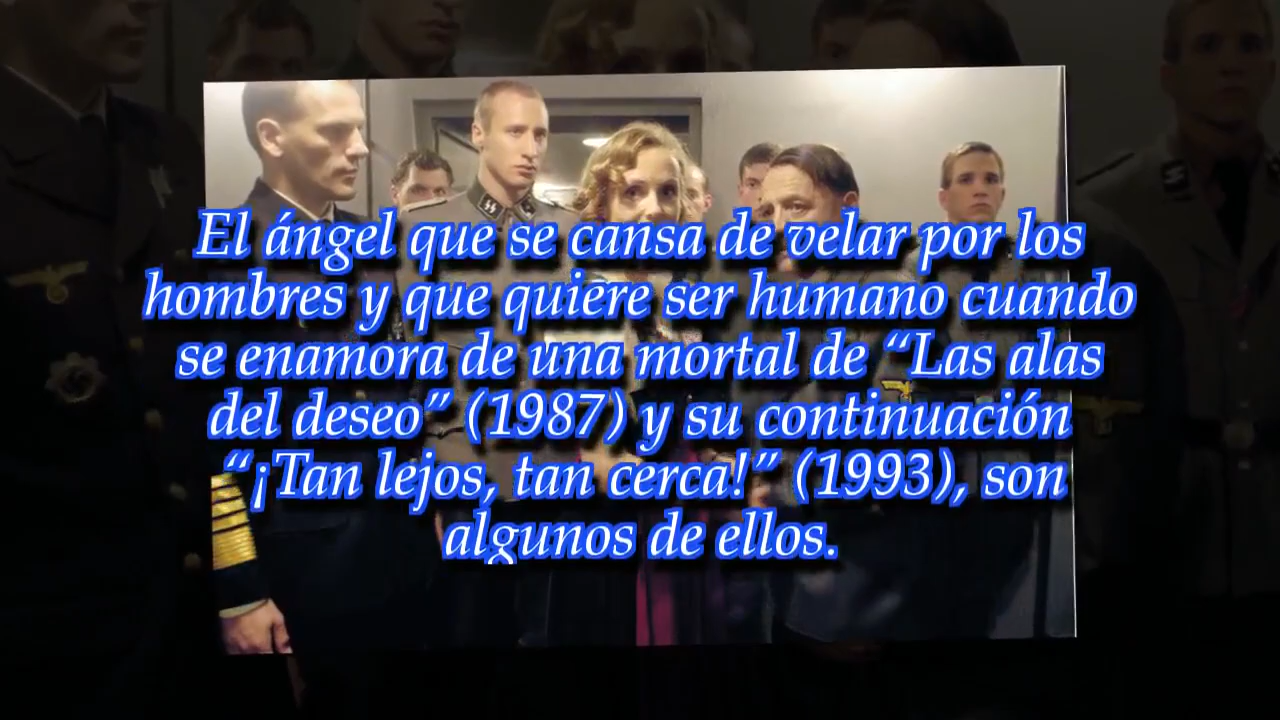 El ángel que se cansa de velar por los
hombres y que quiere ser humano cuando
se enamora de una mortal de “Las alas
del deseo” (1987) y su continuación
“¡Tan lejos, tan cerca!” (1993), son
algunos de ellos.